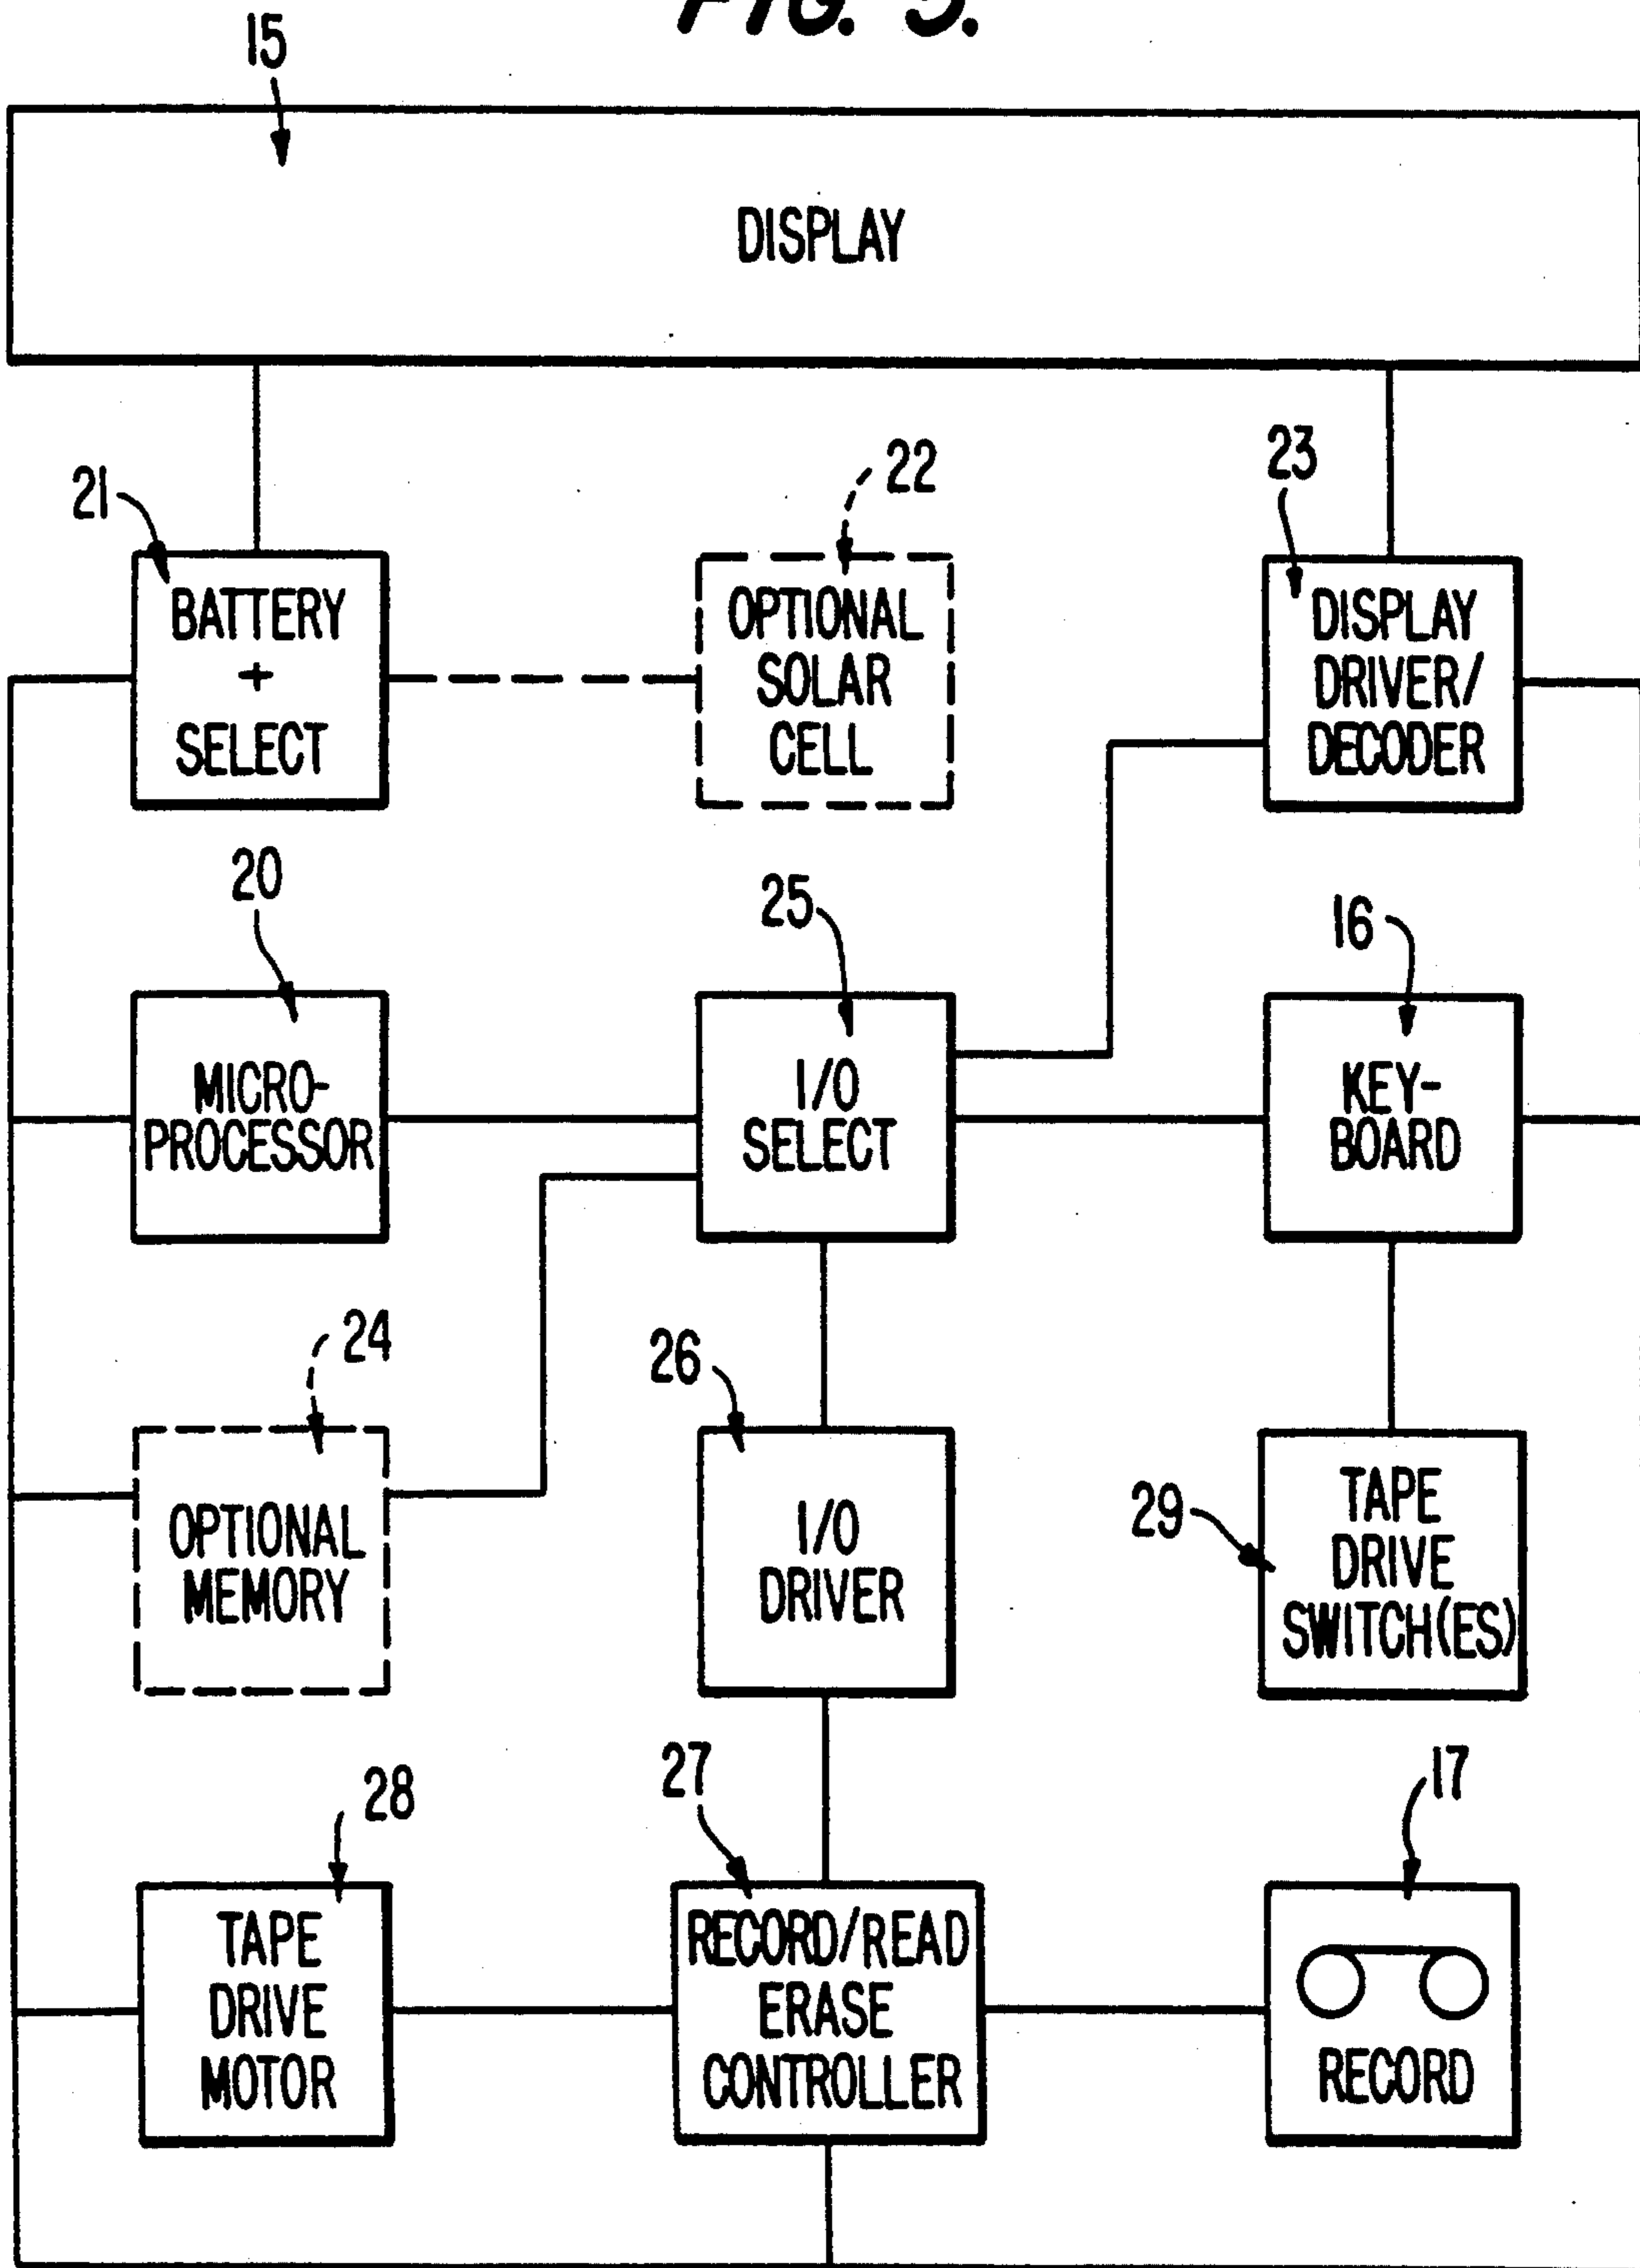 FIG. 5.
15
DISPLAY
21
22
23
BATTERY
+
SELECT
OPTIONAL
SOLAR
CELL
DISPLAY
DRIVER/
DECODER
20
25
16
MICRO-
PROCESSOR
I/O
SELECT
KEY-
BOARD
24
26
29
OPTIONAL
MEMORY
I/O
DRIVER
TAPE
DRIVE
SWITCH(ES)
28
27
17
TAPE
DRIVE
MOTOR
RECORD/READ
ERASE
CONTROLLER
RECORD